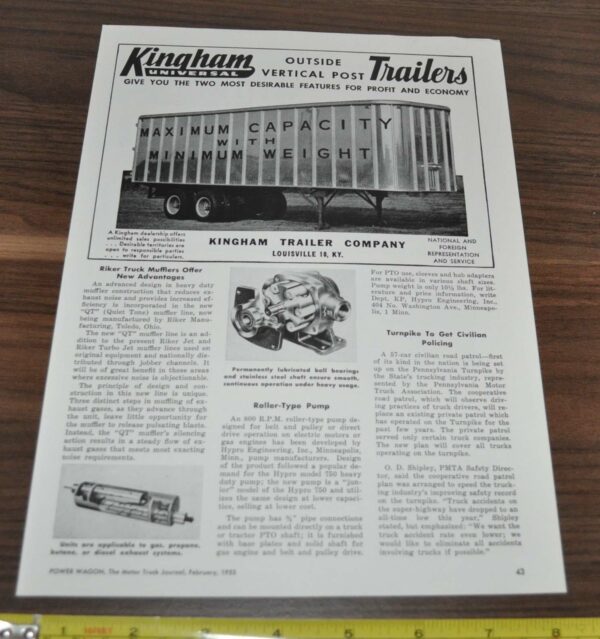 Kingham
UNIVERSAL
OUTSIDE
VERTICAL POST
Trailers
GIVE YOU THE TWO MOST DESIRABLE FEATURES FOR PROFIT AND ECONOMY
MAXIMUM CAPACITY
WITH
MINIMUM WEIGHT
A Kingham dealership offers
unlimited sales possibilities
. . . Desirable territories are
open to responsible parties
. . . write for particulars.
KINGHAM TRAILER COMPANY
LOUISVILLE 10, KY.
NATIONAL AND
FOREIGN
REPRESENTATION
AND SERVICE
Riker Truck Mufflers Offer
New Advantages
An advanced design in heavy duty
muffler construction that reduces ex-
haust noise and provides increased ef-
ficiency is incorporated in the new
"QT" (Quiet Tone) muffler line, now
being manufactured by Riker Manu-
facturing, Toledo, Ohio.
The new "QT" muffler line is an ad-
dition to the present Riker Jet and
Riker Turbo Jet muffler lines used on
original equipment and nationally dis-
tributed through jobber channels. It
will be of great benefit in those areas
where excessive noise is objectionable.
The principle of design and con-
struction in this new line is unique.
Three distinct steps in muffling of ex-
haust gases, as they advance through
the unit, leave little opportunity for
the muffler to release pulsating blasts.
Instead, the "QT" muffler's silencing
action results in a steady flow of ex-
haust gases that meets most exacting
noise requirements.
Units are applicable to gas, propane,
butane, or diesel exhaust systems.
Permanently lubricated ball bearings
and stainless steel shaft ensure smooth,
continuous operation under heavy usage.
Roller-Type Pump
An 800 R.P.M. roller-type pump de-
signed for belt and pulley or direct
drive operation on electric motors or
gas engines has been developed by
Hypro Engineering, Inc., Minneapolis,
Minn., pump manufacturers. Design
of the product followed a popular de-
mand for the Hypro model 750 heavy
duty pump; the new pump is a "jun-
ior" model of the Hypro 750 and util-
izes the same design at lower capaci-
ties, selling at lower cost.
The pump has ¾" pipe connections
and can be mounted directly on a truck
or tractor PTO shaft; it is furnished
with base plates and solid shaft for
gas engine and belt and pulley drive.
For PTO use, sleeves and hub adapters
are available in various shaft sizes.
Pump weight is only 10½ lbs. For lit-
erature and price information, write
Dept. KP, Hypro Engineering, Inc.,
404 No. Washington Ave., Minneapo-
lis, 1 Minn.
Turnpike To Get Civilian
Policing
A 57-car civilian road patrol—first
of its kind in the nation is being set
up on the Pennsylvania Turnpike by
the State's trucking industry, repre-
sented by the Pennsylvania Motor
Truck Association. The cooperative
road patrol, which will observe driv-
ing practices of truck drivers, will re-
place an existing private patrol which
has operated on the Turnpike for the
past few years. The private patrol
served only certain truck companies.
The new plan will cover all trucks
operating on the turnpike.
O. D. Shipley, PMTA Safety Direc-
tor, said the cooperative road patrol
plan was arranged to speed the truck-
ing industry's improving safety record
on the turnpike. "Truck accidents on
the super-highway have dropped to an
all-time low this year," Shipley
stated, but emphasized: "We want the
truck accident rate even lower; we
would like to eliminate all accidents
involving trucks if possible."
POWER WAGON, The Motor Truck Journal, February, 1955
43
1 2 3 4 5 6 7 8